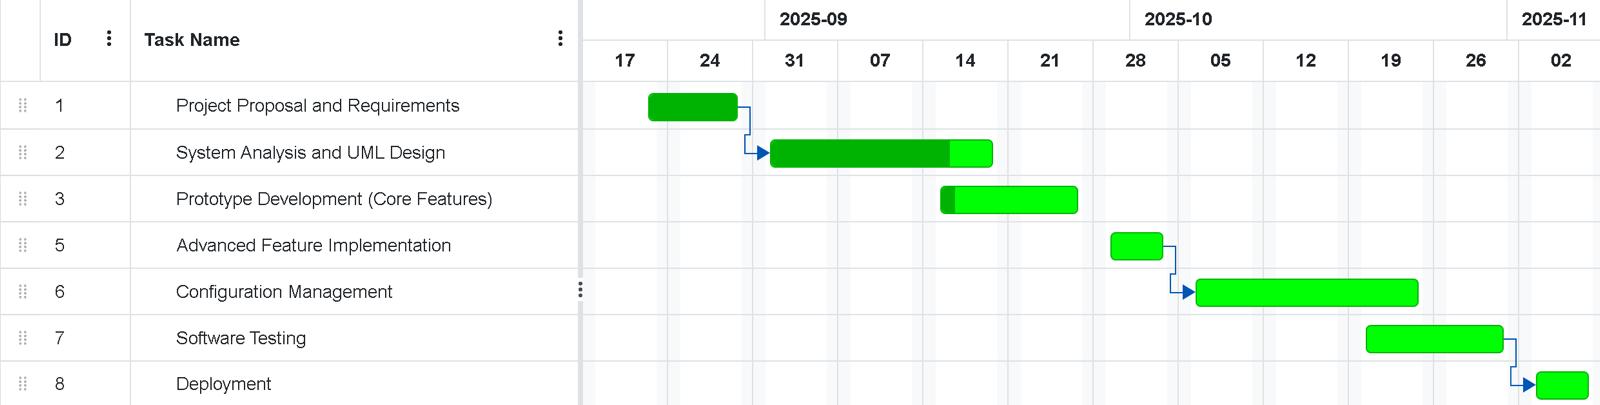 2025-09 2025-10 2025-11
ID Task Name
17 24 31 07 14 21 28 05 12 19 26 02
1 Project Proposal and Requirements
2 System Analysis and UML Design
3 Prototype Development (Core Features)
5 Advanced Feature Implementation
6 Configuration Management
7 Software Testing
8 Deployment